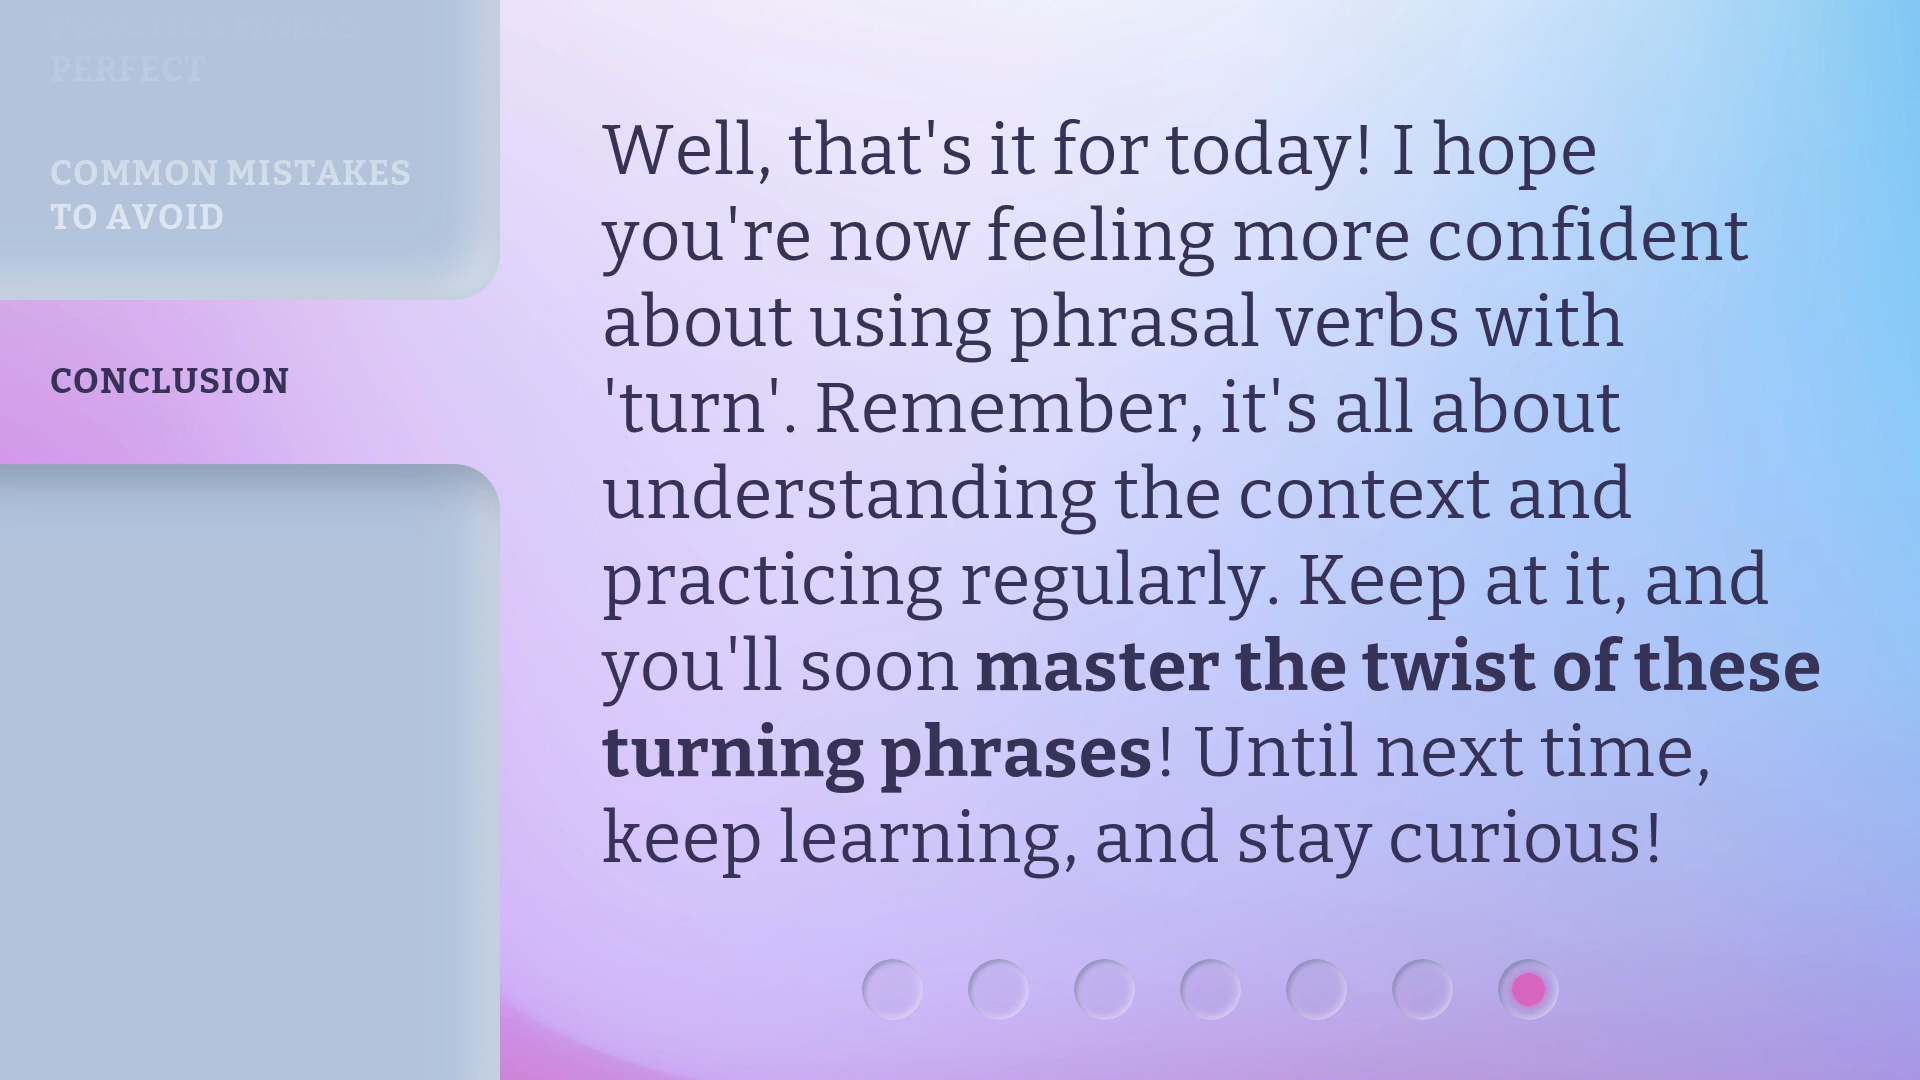 PRACTICE MAKES
PERFECT
COMMON MISTAKES
TO AVOID
CONCLUSION
Well, that's it for today! I hope
you're now feeling more confident
about using phrasal verbs with
'turn'. Remember, it's all about
understanding the context and
practicing regularly. Keep at it, and
you'll soon master the twist of these
turning phrases! Until next time,
keep learning, and stay curious!